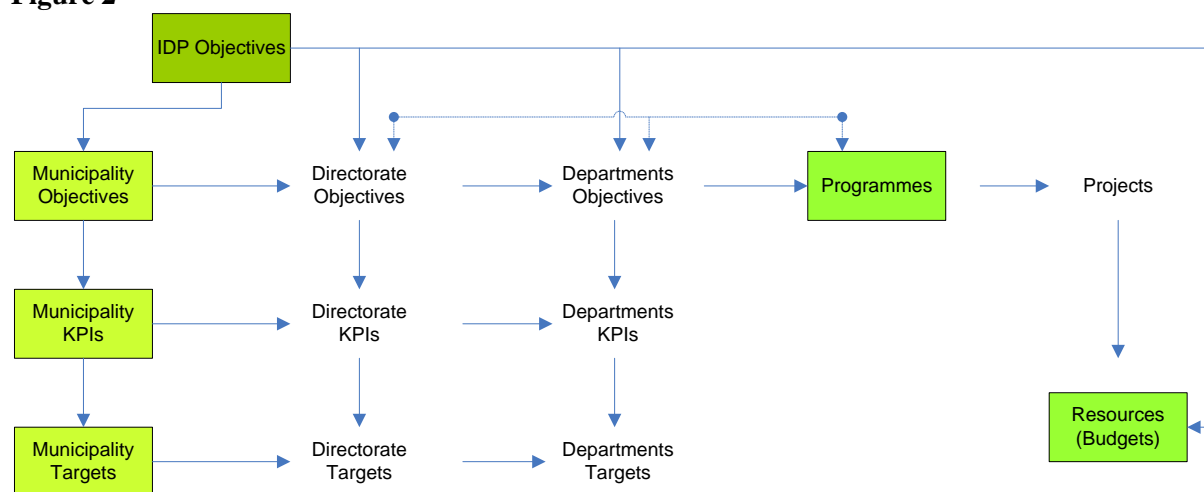 Figure 2
IDP Objectives
Municipality
Objectives
Directorate
Objectives
Departments
Objectives
Programmes
Projects
Municipality
KPIs
Directorate
KPIs
Departments
KPIs
Resources
(Budgets)
Municipality
Targets
Directorate
Targets
Departments
Targets